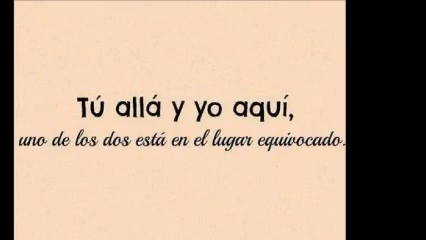 Tú allá y yo aquí,
uno de los dos está en el lugar equivocado.